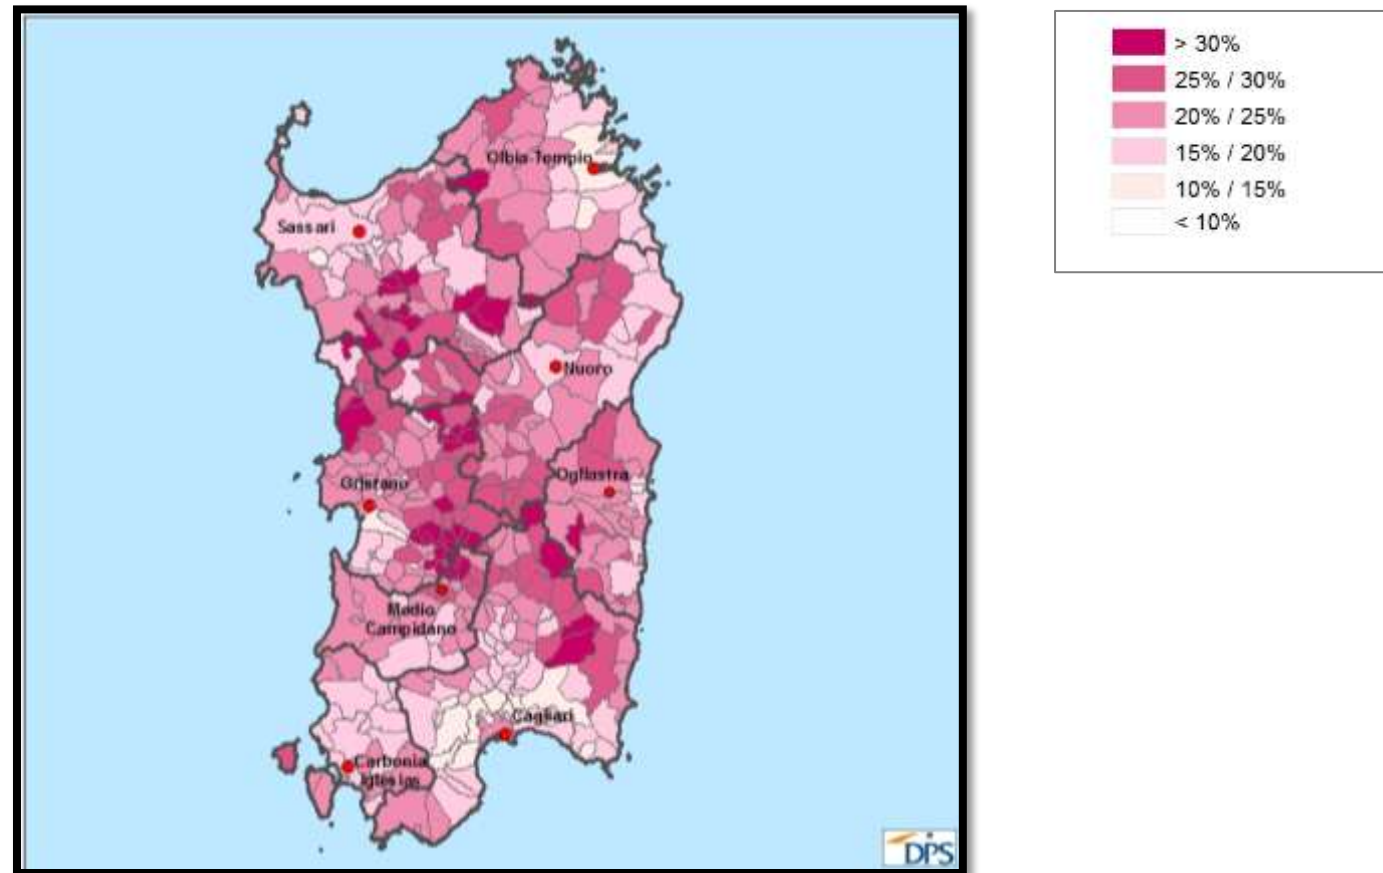 Olbia-Tempio
Sassari
Nuoro
Ogliastra
Oristano
Medio
Campidano
Cagliari
Carbonia
Iglesias
DPS
> 30%
25% / 30%
20% / 25%
15% / 20%
10% / 15%
< 10%